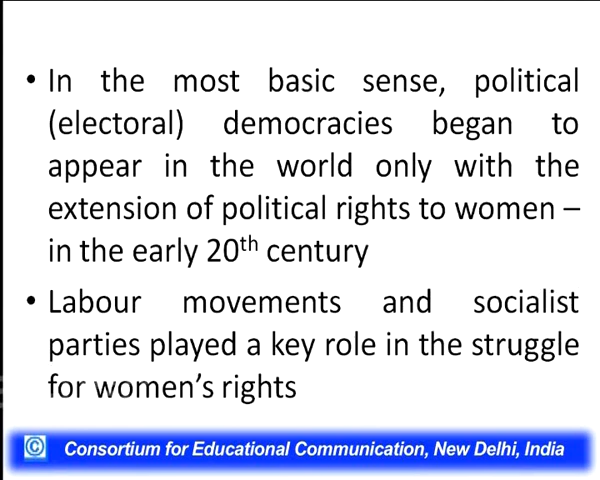 • In the most basic sense, political
(electoral) democracies began to
appear in the world only with the
extension of political rights to women –
in the early 20th century
• Labour movements and socialist
parties played a key role in the struggle
for women's rights
© Consortium for Educational Communication, New Delhi, India